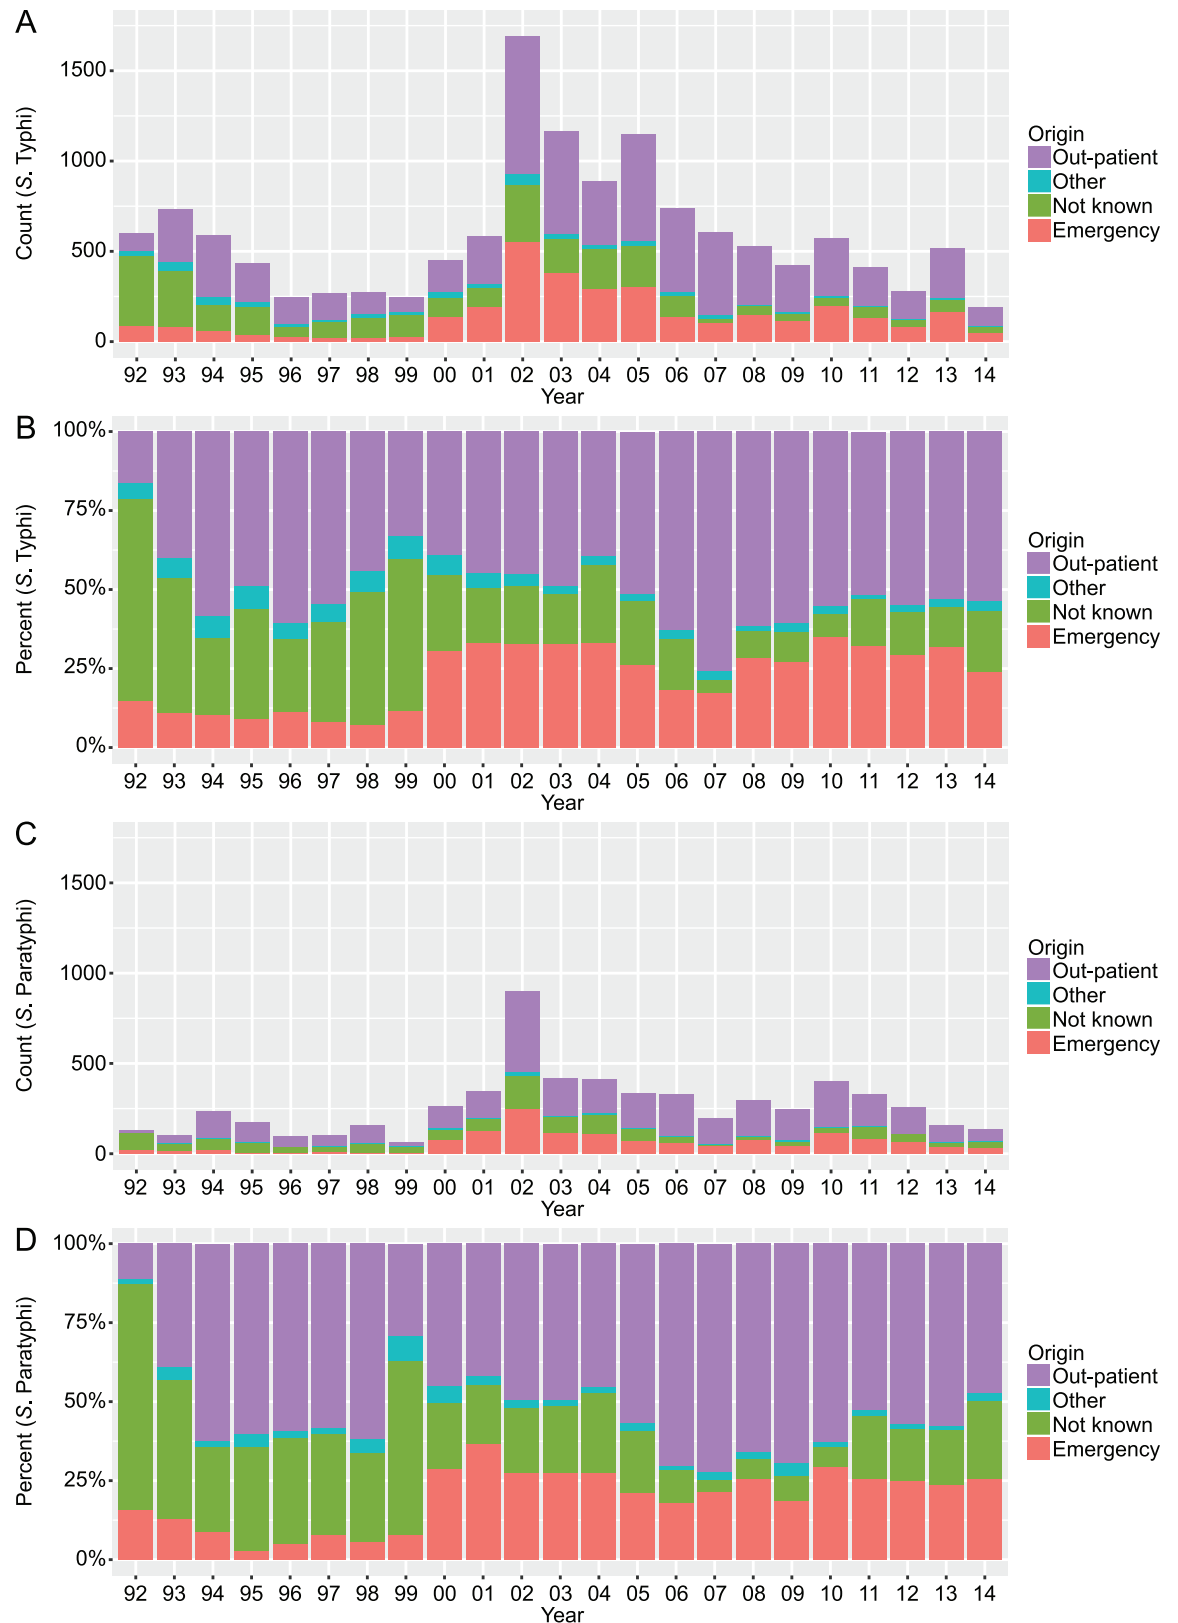 A
Count (S. Typhi)
1500
1000
500
0
92 93 94 95 96 97 98 99 00 01 02 03 04 05 06 07 08 09 10 11 12 13 14
Year
Origin
Out-patient
Other
Not known
Emergency
B
Percent (S. Typhi)
100%
75%
50%
25%
0%
92 93 94 95 96 97 98 99 00 01 02 03 04 05 06 07 08 09 10 11 12 13 14
Year
Origin
Out-patient
Other
Not known
Emergency
C
Count (S. Paratyphi)
1500
1000
500
0
92 93 94 95 96 97 98 99 00 01 02 03 04 05 06 07 08 09 10 11 12 13 14
Year
Origin
Out-patient
Other
Not known
Emergency
D
Percent (S. Paratyphi)
100%
75%
50%
25%
0%
92 93 94 95 96 97 98 99 00 01 02 03 04 05 06 07 08 09 10 11 12 13 14
Year
Origin
Out-patient
Other
Not known
Emergency